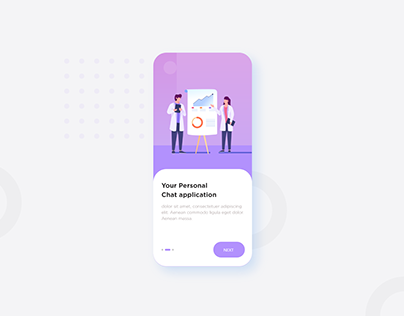 Your Personal
Chat application
dolor sit amet, consectetuer adipiscing
elit. Aenean commodo ligula eget dolor.
Aenean massa.
NEXT